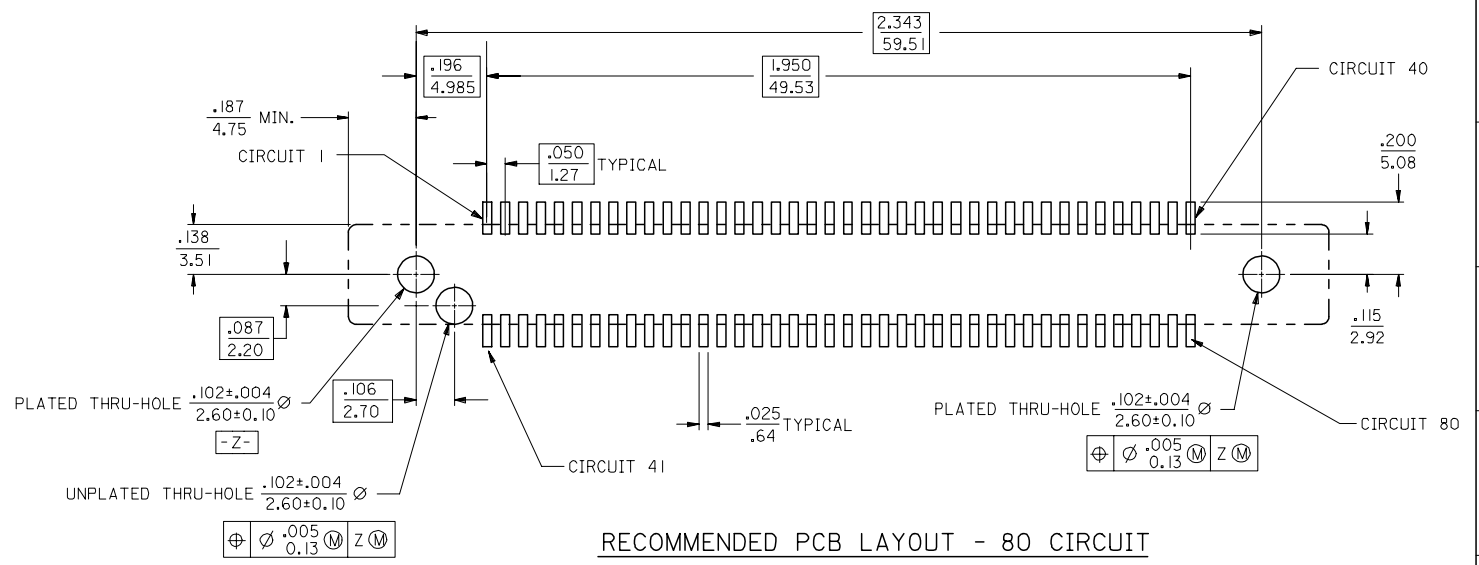 2.343
59.51
.196
4.985
1.950
49.53
CIRCUIT 40
.187
4.75 MIN.
CIRCUIT 1
.050
1.27 TYPICAL
.200
5.08
.138
3.51
.087
2.20
.115
2.92
PLATED THRU-HOLE .102±.004
2.60±0.10 Ø
-Z-
.106
2.70
.025
.64 TYPICAL
PLATED THRU-HOLE .102±.004
2.60±0.10 Ø
⌖ Ø .005
0.13 Ⓜ Z Ⓜ
CIRCUIT 80
CIRCUIT 41
UNPLATED THRU-HOLE .102±.004
2.60±0.10 Ø
⌖ Ø .005
0.13 Ⓜ Z Ⓜ
RECOMMENDED PCB LAYOUT - 80 CIRCUIT